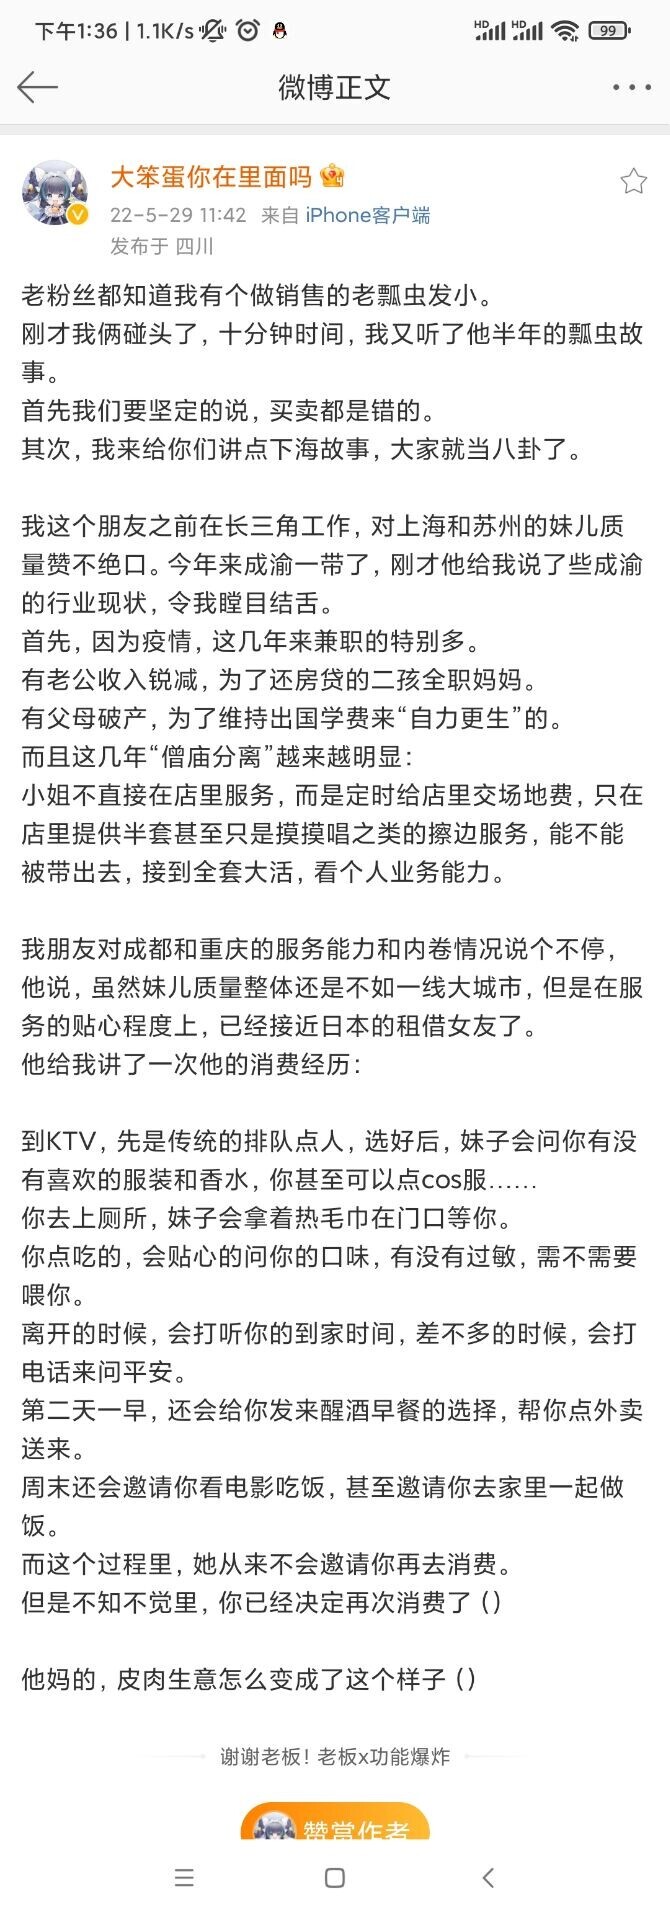 下午1:36 | 1.1K/s
HD HD 99
微博正文
大笨蛋你在里面吗
22-5-29 11:42 来自 iPhone客户端
发布于 四川
老粉丝都知道我有个做销售的老瓢虫发小。
刚才我俩碰头了，十分钟时间，我又听了他半年的瓢虫故
事。
首先我们要坚定的说，买卖都是错的。
其次，我来给你们讲点下海故事，大家就当八卦了。
我这个朋友之前在长三角工作，对上海和苏州的妹儿质
量赞不绝口。今年来成渝一带了，刚才他给我说了些成渝
的行业现状，令我瞠目结舌。
首先，因为疫情，这几年来兼职的特别多。
有老公收入锐减，为了还房贷的二孩全职妈妈。
有父母破产，为了维持出国学费来“自力更生”的。
而且这几年“僧庙分离”越来越明显：
小姐不直接在店里服务，而是定时给店里交场地费，只在
店里提供半套甚至只是摸摸唱之类的擦边服务，能不能
被带出去，接到全套大活，看个人业务能力。
我朋友对成都和重庆的服务能力和内卷情况说个不停，
他说，虽然妹儿质量整体还是不如一线大城市，但是在服
务的贴心程度上，已经接近日本的租借女友了。
他给我讲了一次他的消费经历：
到KTV，先是传统的排队点人，选好后，妹子会问你有没
有喜欢的服装和香水，你甚至可以点cos服……
你去上厕所，妹子会拿着热毛巾在门口等你。
你点吃的，会贴心的问你的口味，有没有过敏，需不需要
喂你。
离开的时候，会打听你的到家时间，差不多的时候，会打
电话来问平安。
第二天一早，还会给你发来醒酒早餐的选择，帮你点外卖
送来。
周末还会邀请你看电影吃饭，甚至邀请你去家里一起做
饭。
而这个过程里，她从来不会邀请你再去消费。
但是不知不觉里，你已经决定再次消费了（）
他妈的，皮肉生意怎么变成了这个样子（）
谢谢老板！老板x功能爆炸
赞赏作者